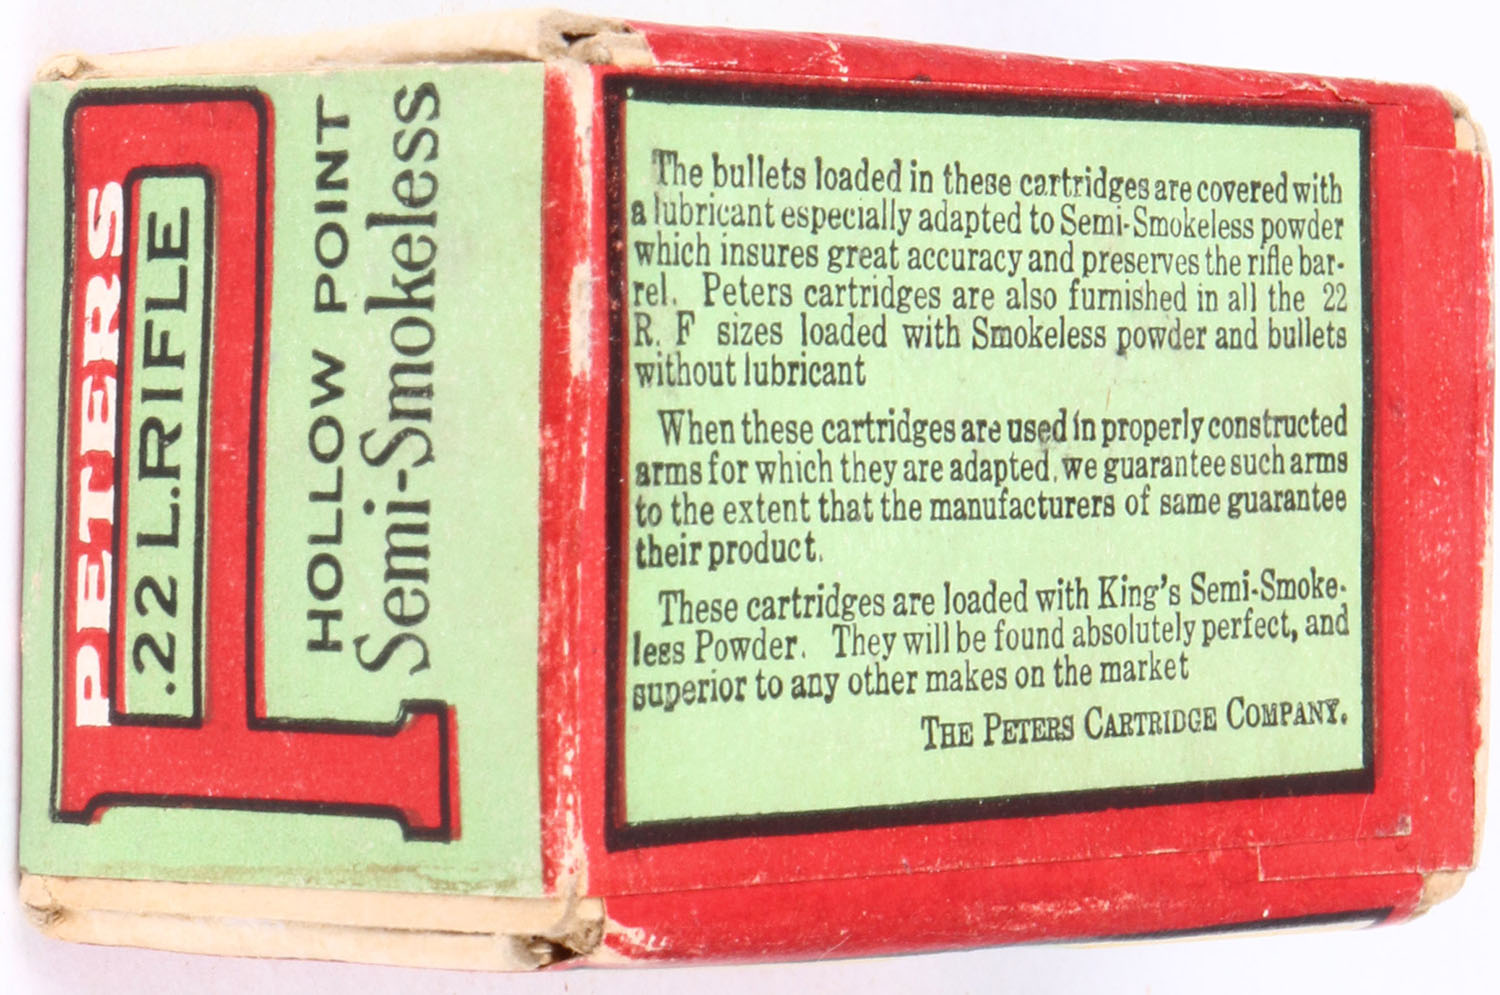 PETERS
.22 L.RIFLE
HOLLOW POINT
Semi-Smokeless
The bullets loaded in these cartridges are covered with
a lubricant especially adapted to Semi-Smokeless powder
which insures great accuracy and preserves the rifle bar-
rel. Peters cartridges are also furnished in all the 22
R. F sizes loaded with Smokeless powder and bullets
without lubricant
When these cartridges are used in properly constructed
arms for which they are adapted, we guarantee such arms
to the extent that the manufacturers of same guarantee
their product.
These cartridges are loaded with King's Semi-Smoke-
less Powder. They will be found absolutely perfect, and
superior to any other makes on the market
THE PETERS CARTRIDGE COMPANY.